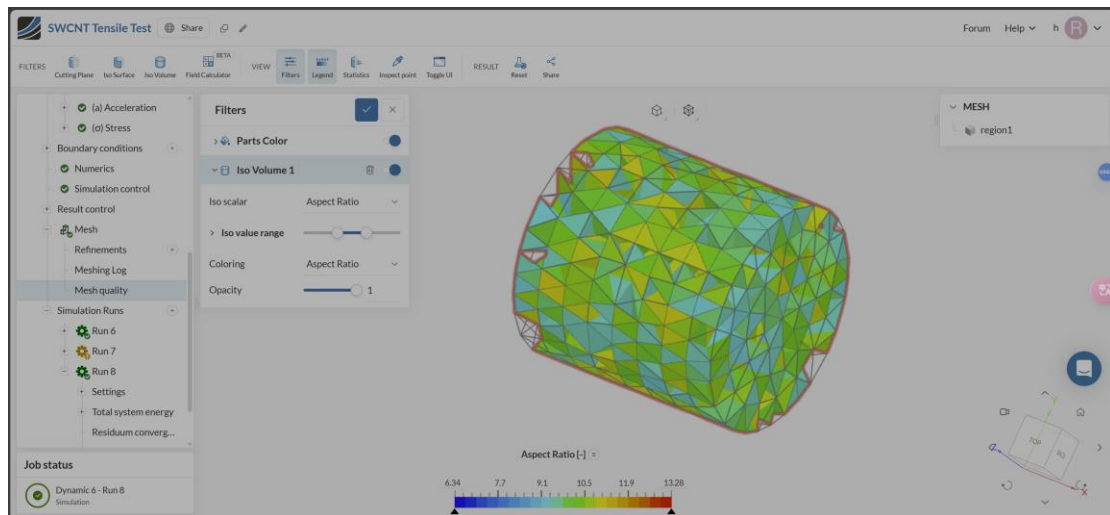 SWCNT Tensile Test
Share
Forum
Help
h
R
FILTERS
Cutting Plane
Iso Surface
Iso Volume
BETA
Field Calculator
VIEW
Filters
Legend
Statistics
Inspect point
Toggle UI
RESULT
Reset
Share
(a) Acceleration
(σ) Stress
Boundary conditions
Numerics
Simulation control
Result control
Mesh
Refinements
Meshing Log
Mesh quality
Simulation Runs
Run 6
Run 7
Run 8
Settings
Total system energy
Residuum converg...
Job status
Dynamic 6 - Run 8
Simulation
Filters
Parts Color
Iso Volume 1
Iso scalar Aspect Ratio
Iso value range
Coloring Aspect Ratio
Opacity 1
MESH
region1
Aspect Ratio [-]
6.34 7.7 9.1 10.5 11.9 13.28
Y
TOP
Z
X